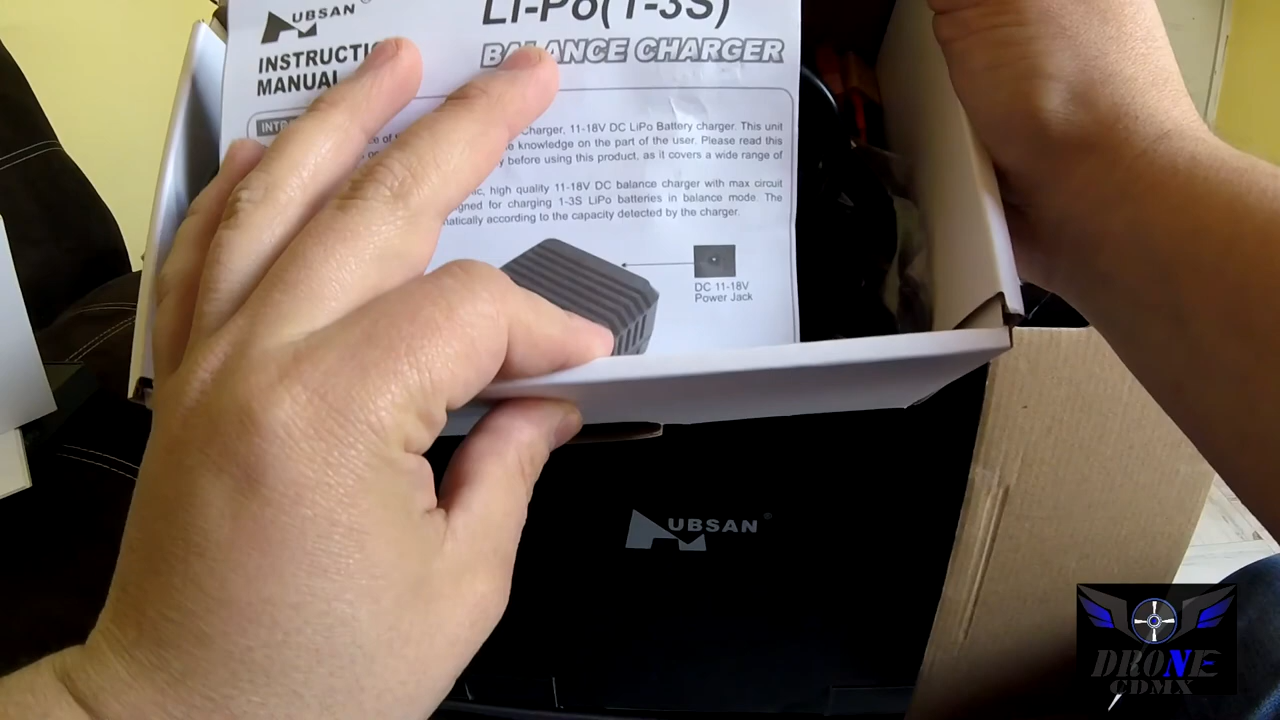 UBSAN
Li-Po(1-3S)
INSTRUCTI
MANUAL
BALANCE CHARGER
INTR
Charger, 11-18V DC LiPo Battery charger. This unit
knowledge on the part of the user. Please read this
before using this product, as it covers a wide range of
high quality 11-18V DC balance charger with max circuit
for charging 1-3S LiPo batteries in balance mode. The
according to the capacity detected by the charger.
DC 11-18V
Power Jack
UBSAN
DRONE
CDMX